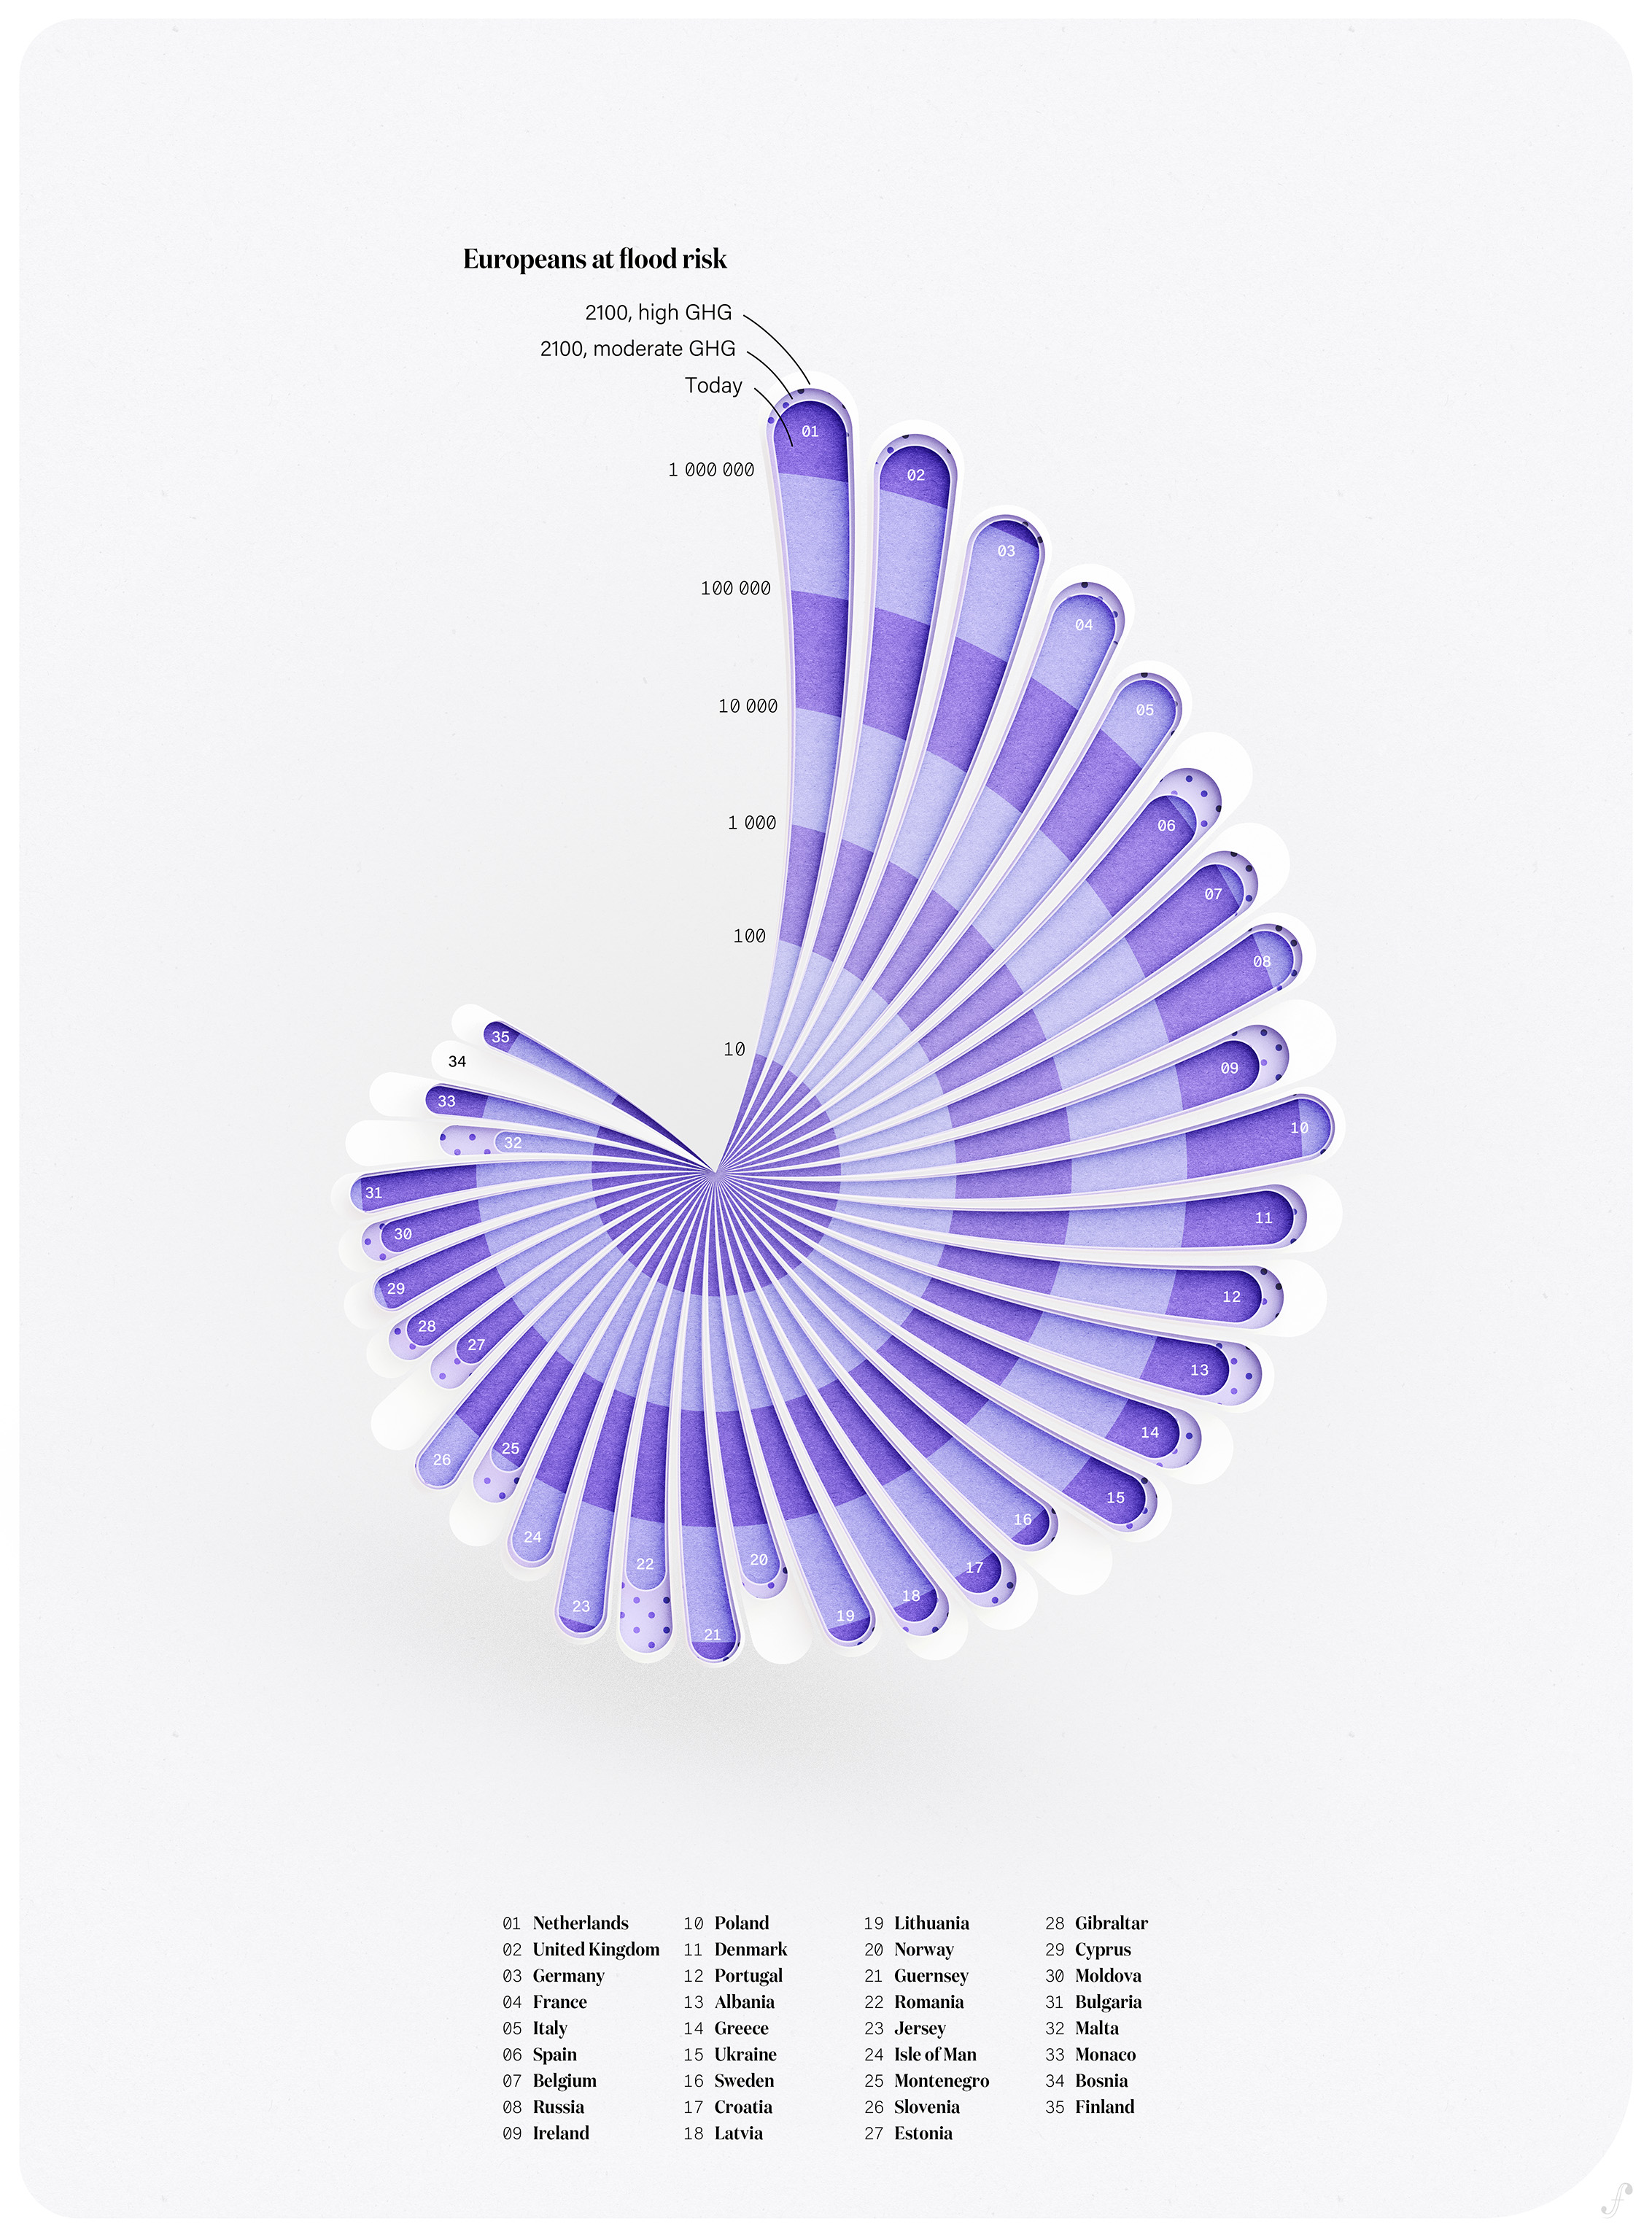 Europeans at flood risk
2100, high GHG
2100, moderate GHG
Today
1 000 000
100 000
10 000
1 000
100
10
01
02
03
04
05
06
07
08
09
10
11
12
13
14
15
16
17
18
19
20
21
22
23
24
25
26
27
28
29
30
31
32
33
34
35
01 Netherlands
02 United Kingdom
03 Germany
04 France
05 Italy
06 Spain
07 Belgium
08 Russia
09 Ireland
10 Poland
11 Denmark
12 Portugal
13 Albania
14 Greece
15 Ukraine
16 Sweden
17 Croatia
18 Latvia
19 Lithuania
20 Norway
21 Guernsey
22 Romania
23 Jersey
24 Isle of Man
25 Montenegro
26 Slovenia
27 Estonia
28 Gibraltar
29 Cyprus
30 Moldova
31 Bulgaria
32 Malta
33 Monaco
34 Bosnia
35 Finland
f